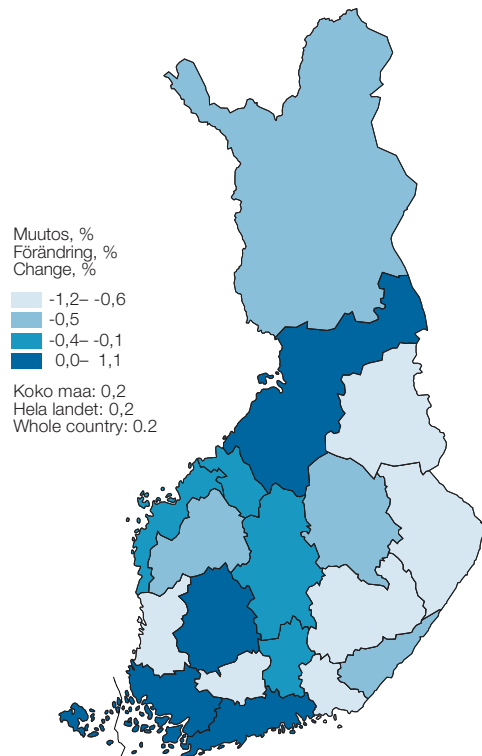 Muutos, %
Förändring, %
Change, %
-1,2– -0,6
-0,5
-0,4– -0,1
0,0– 1,1
Koko maa: 0,2
Hela landet: 0,2
Whole country: 0.2